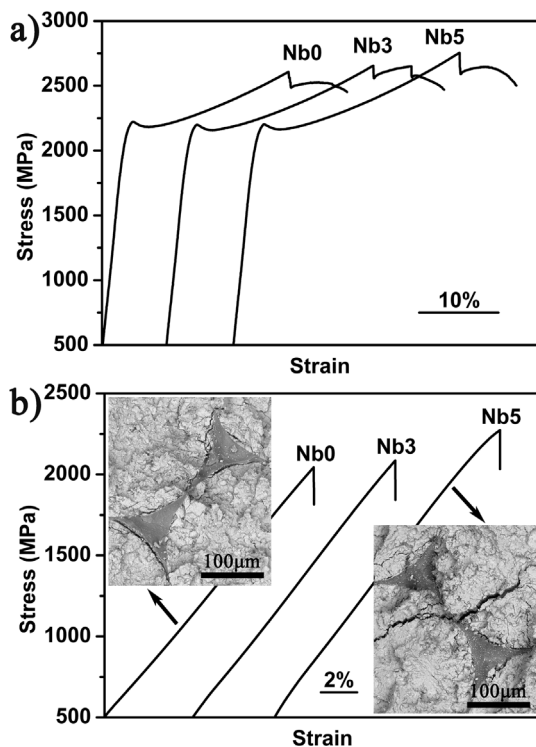 a)
3000
2500
2000
1500
1000
500
Stress (MPa)
Nb0
Nb3
Nb5
10%
Strain
b)
2500
2000
1500
1000
500
Stress (MPa)
Nb0
Nb3
Nb5
100μm
100μm
2%
Strain